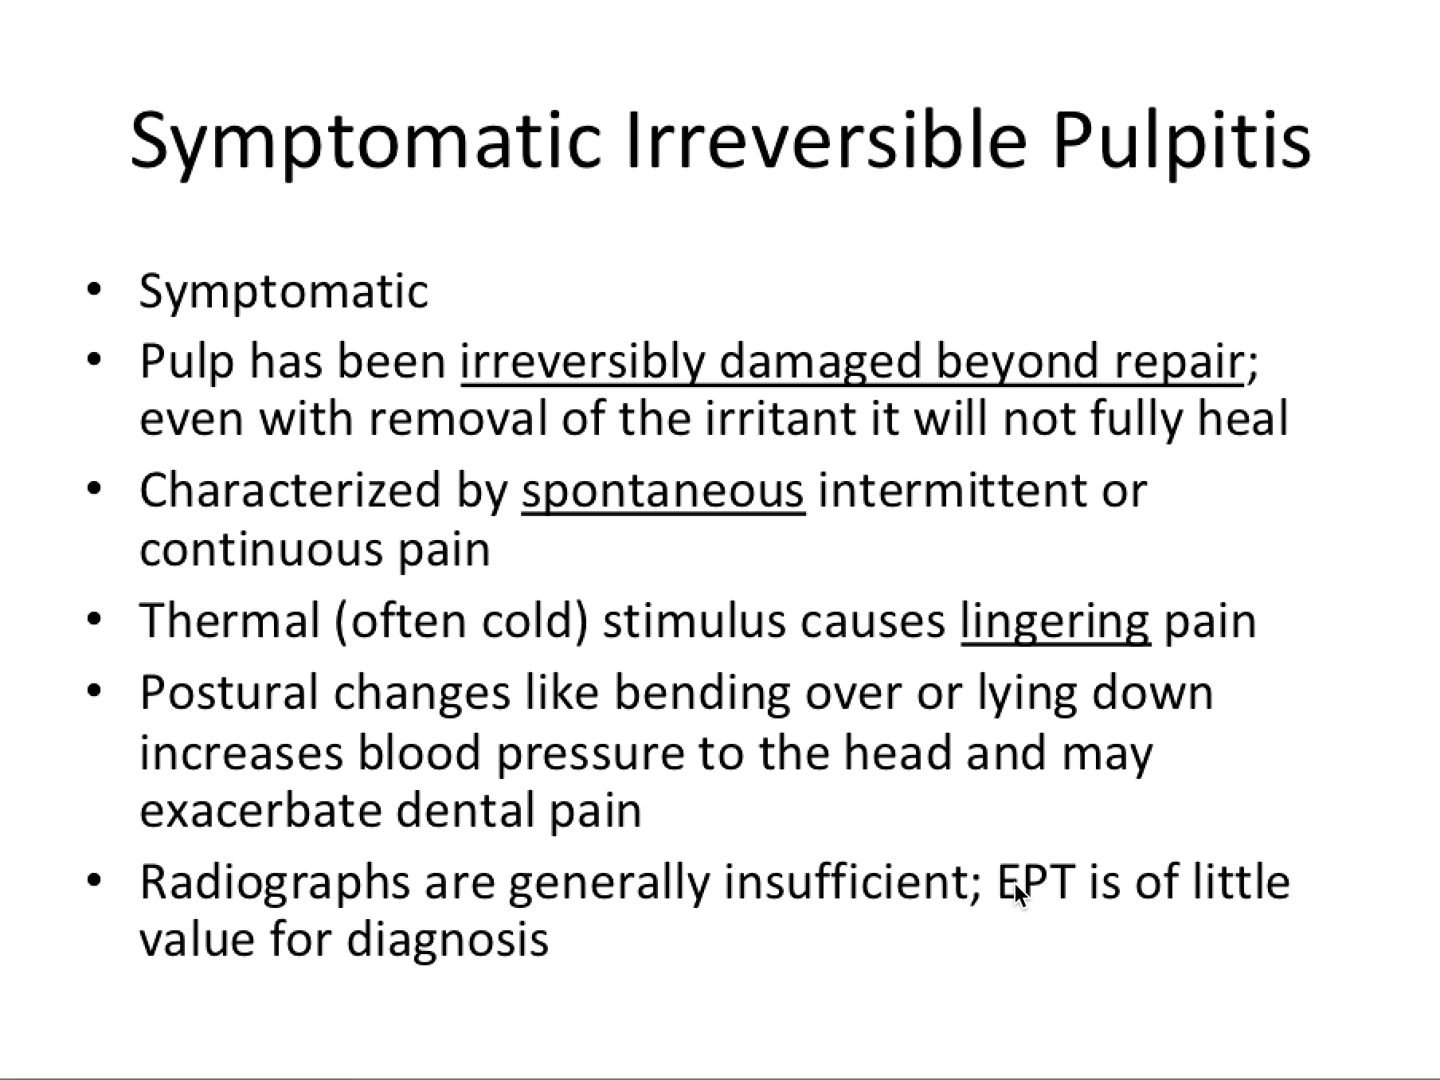 Symptomatic Irreversible Pulpitis
• Symptomatic
• Pulp has been irreversibly damaged beyond repair;
even with removal of the irritant it will not fully heal
• Characterized by spontaneous intermittent or
continuous pain
• Thermal (often cold) stimulus causes lingering pain
• Postural changes like bending over or lying down
increases blood pressure to the head and may
exacerbate dental pain
• Radiographs are generally insufficient; EPT is of little
value for diagnosis